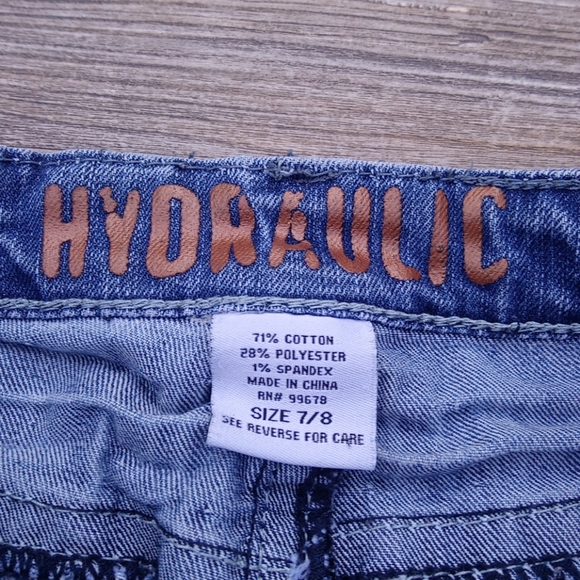 HYDRAULIC
71% COTTON
28% POLYESTER
1% SPANDEX
MADE IN CHINA
RN# 99678
SIZE 7/8
SEE REVERSE FOR CARE